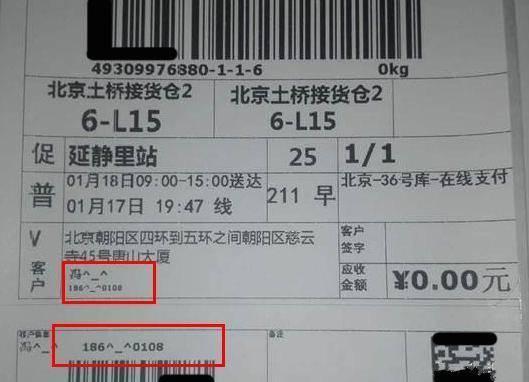 49309976880-1-1-6 0kg
北京土桥接货仓2 北京土桥接货仓2
6-L15 6-L15
促 延静里站 25 1/1
普 01月18日09:00-15:00送达 211 早 北京-36号库-在线支付
01月17日 19:47 线
V 北京朝阳区四环到五环之间朝阳区慈云
寺45号唐山大厦
客户
签字
客户 冯^_^
186^_^0108
应收
金额 ¥0.00元
备注
冯^_^ 186^_^0108